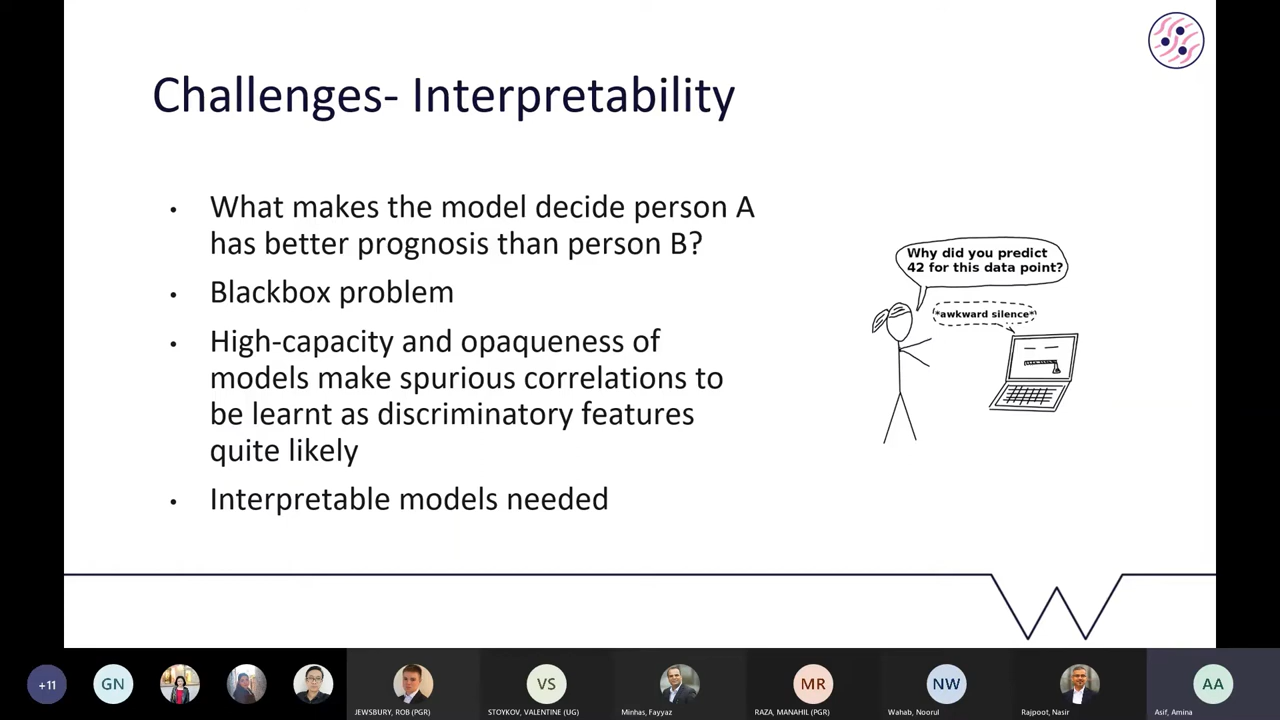 Challenges- Interpretability
• What makes the model decide person A
has better prognosis than person B?
• Blackbox problem
• High-capacity and opaqueness of
models make spurious correlations to
be learnt as discriminatory features
quite likely
• Interpretable models needed
Why did you predict
42 for this data point?
*awkward silence*
+11
GN
JEWSBURY, ROB (PGR)
VS
STOYKOV, VALENTINE (UG)
Minhas, Fayyaz
MR
RAZA, MANAHIL (PGR)
NW
Wahab, Noorul
Rajpoot, Nasir
AA
Asif, Amina